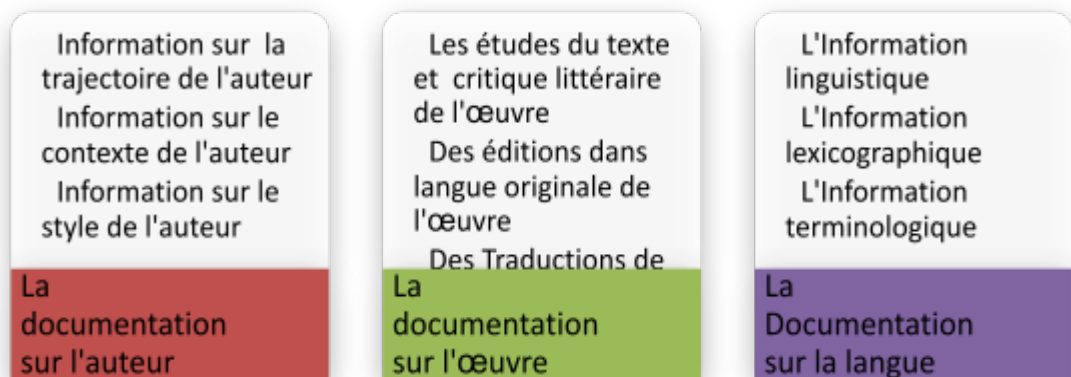 Information sur la
trajectoire de l'auteur
Information sur le
contexte de l'auteur
Information sur le
style de l'auteur
La
documentation
sur l'auteur
Les études du texte
et critique littéraire
de l'œuvre
Des éditions dans
langue originale de
l'œuvre
Des Traductions de
La
documentation
sur l'œuvre
L'Information
linguistique
L'Information
lexicographique
L'Information
terminologique
La
Documentation
sur la langue